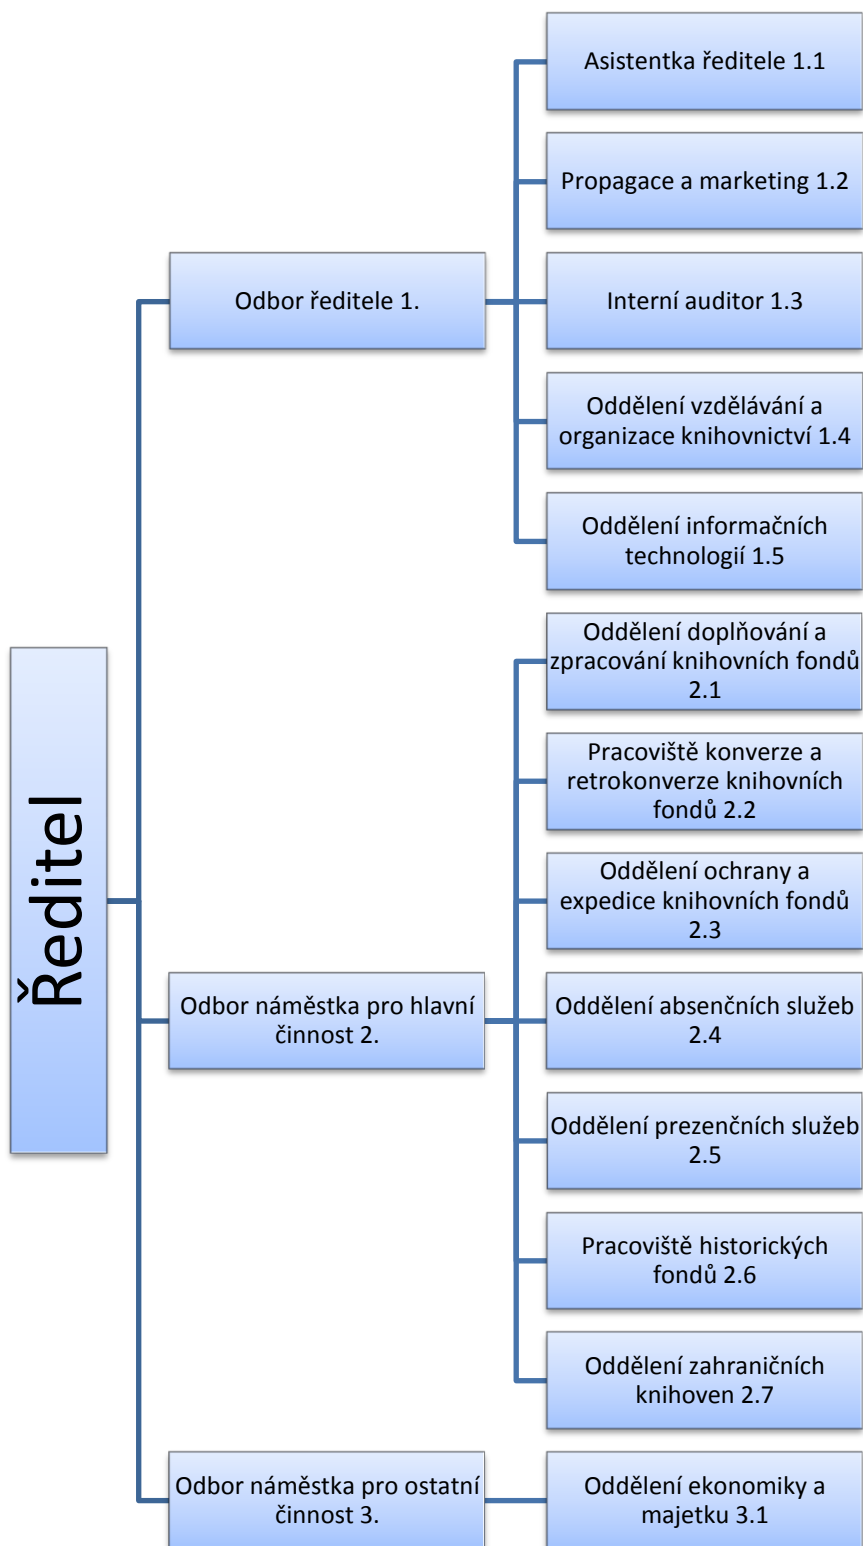 Ředitel
Odbor ředitele 1.
Asistentka ředitele 1.1
Propagace a marketing 1.2
Interní auditor 1.3
Oddělení vzdělávání a
organizace knihovnictví 1.4
Oddělení informačních
technologií 1.5
Odbor náměstka pro hlavní
činnost 2.
Oddělení doplňování a
zpracování knihovních fondů
2.1
Pracoviště konverze a
retrokonverze knihovních
fondů 2.2
Oddělení ochrany a
expedice knihovních fondů
2.3
Oddělení absenčních služeb
2.4
Oddělení prezenčních služeb
2.5
Pracoviště historických
fondů 2.6
Oddělení zahraničních
knihoven 2.7
Odbor náměstka pro ostatní
činnost 3.
Oddělení ekonomiky a
majetku 3.1